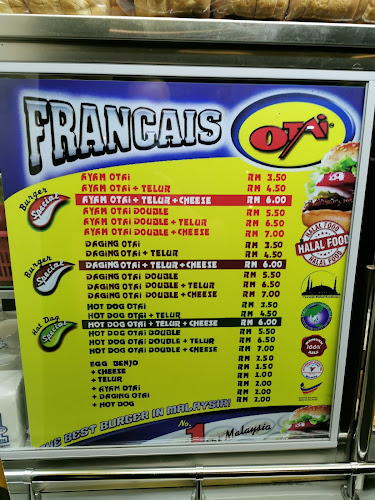 FRANCAIS
OTAi
Burger Special
AYAM OTAi RM 3.50
AYAM OTAi + TELUR RM 4.50
AYAM OTAi + TELUR + CHEESE RM 6.00
AYAM OTAi DOUBLE RM 5.50
AYAM OTAi DOUBLE + TELUR RM 6.50
AYAM OTAi DOUBLE + CHEESE RM 7.00
Burger Special
DAGING OTAi RM 3.50
DAGING OTAi + TELUR RM 4.50
DAGING OTAi + TELUR + CHEESE RM 6.00
DAGING OTAi DOUBLE RM 5.50
DAGING OTAi DOUBLE + TELUR RM 6.50
DAGING OTAi DOUBLE + CHEESE RM 7.00
Hot Dog Special
HOT DOG OTAi RM 3.50
HOT DOG OTAi + TELUR RM 4.50
HOT DOG OTAi + TELUR + CHEESE RM 6.00
HOT DOG OTAi DOUBLE RM 5.50
HOT DOG OTAi DOUBLE + TELUR RM 6.50
HOT DOG OTAi DOUBLE + CHEESE RM 7.00
EGG BENJO RM 2.50
+ CHEESE RM 1.50
+ TELUR RM 1.00
+ AYAM OTAi RM 2.00
+ DAGING OTAi RM 2.00
+ HOT DOG RM 2.00
HALAL FOOD
HALAL FOOD
HALAL FOOD
100%
THE BEST BURGER IN MALAYSIA!
No. 1 Malaysia